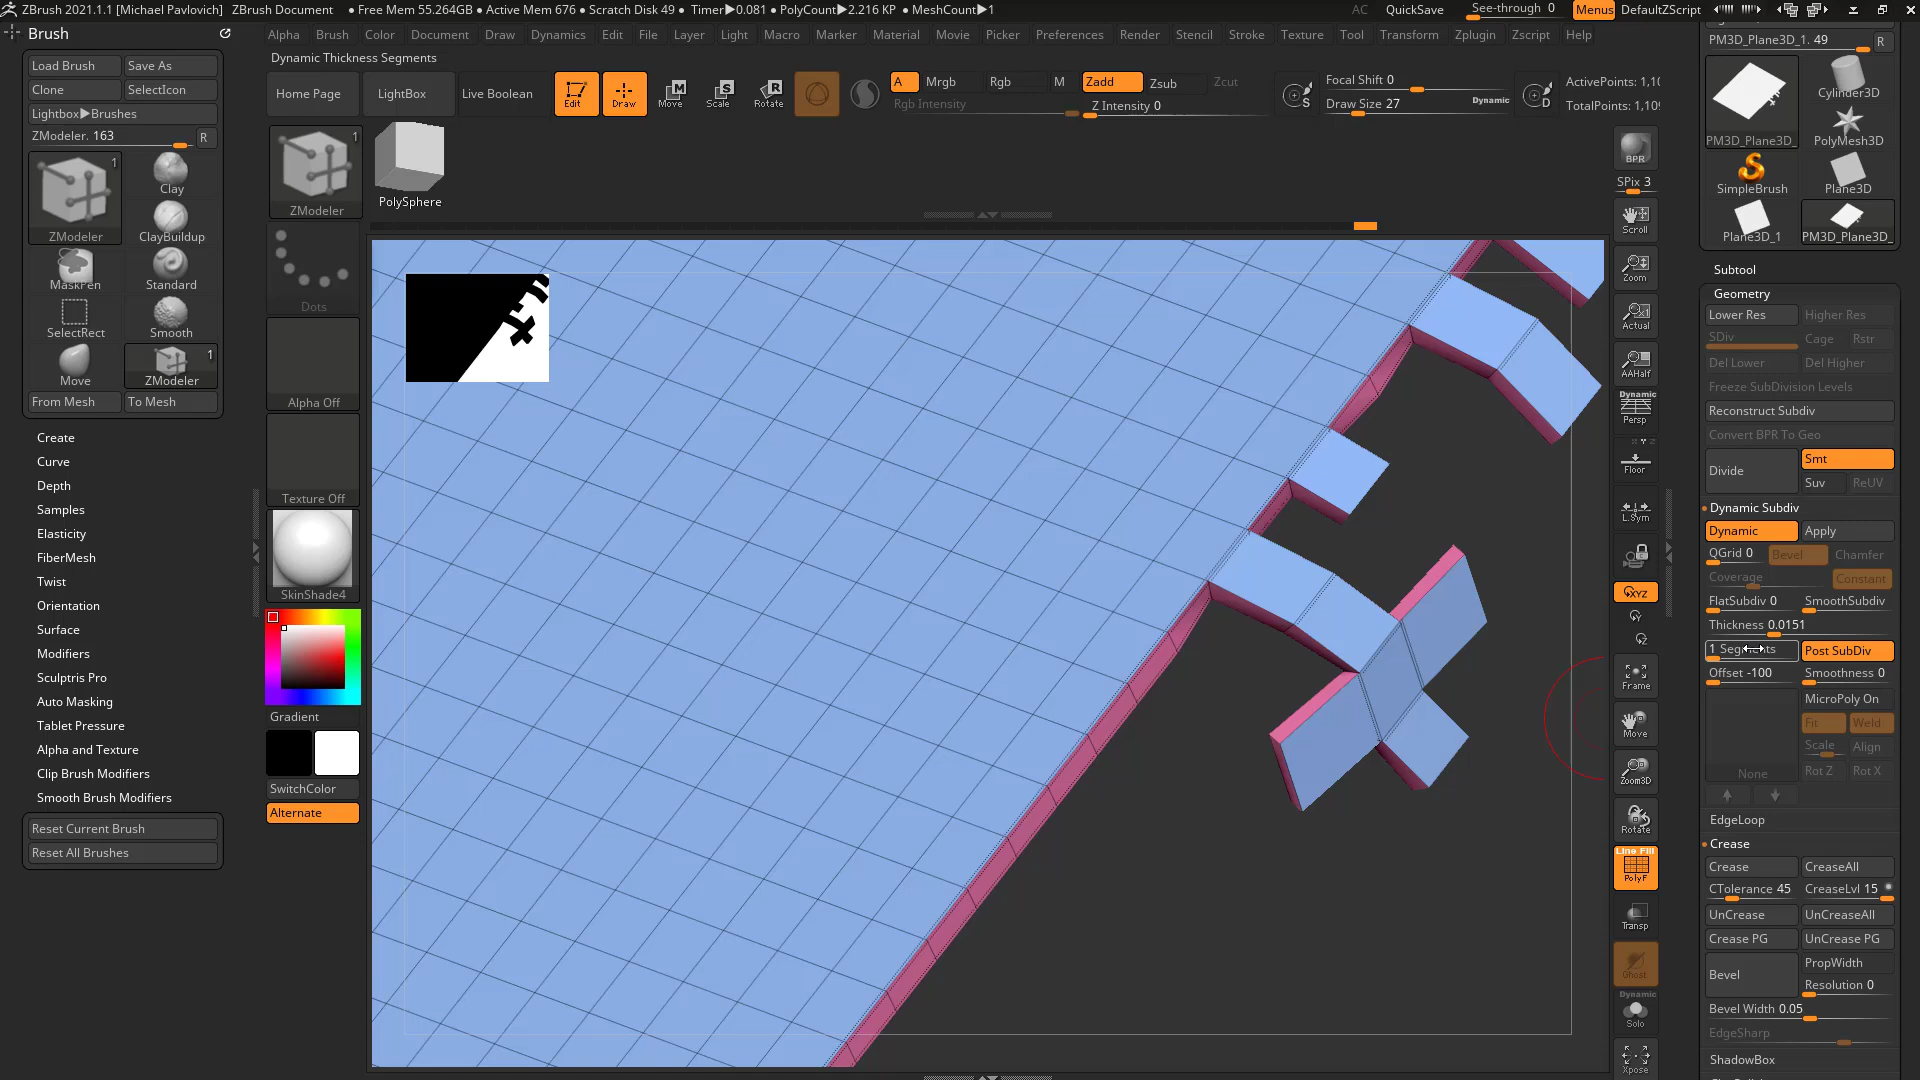 ZBrush 2021.1.1 [Michael Pavlovich]
ZBrush Document
• Free Mem 55.264GB • Active Mem 676 • Scratch Disk 49 •
Timer▶0.081 • PolyCount▶2.216 KP
• MeshCount▶1
AC
QuickSave
See-through 0
Menus
DefaultZScript
Brush
Alpha
Brush
Color
Document
Draw
Dynamics
Edit
File
Layer
Light
Macro
Marker
Material
Movie
Picker
Preferences
Render
Stencil
Stroke
Texture
Tool
Transform
Zplugin
Zscript
Help
Dynamic Thickness Segments
Load Brush
Save As
Clone
SelectIcon
Lightbox▶Brushes
ZModeler. 163
R
1
ZModeler
Clay
ClayBuildup
MaskPen
Standard
SelectRect
Smooth
Move
1
ZModeler
From Mesh
To Mesh
Create
Curve
Depth
Samples
Elasticity
FiberMesh
Twist
Orientation
Surface
Modifiers
Sculptris Pro
Auto Masking
Tablet Pressure
Alpha and Texture
Clip Brush Modifiers
Smooth Brush Modifiers
Reset Current Brush
Reset All Brushes
Home Page
LightBox
Live Boolean
Edit
Draw
M
Move
S
Scale
R
Rotate
A
Mrgb
Rgb
M
Rgb Intensity
Zadd
Zsub
Zcut
Z Intensity 0
S
Focal Shift 0
Draw Size 27
Dynamic
D
ActivePoints: 1,10
TotalPoints: 1,109
1
ZModeler
PolySphere
Dots
Alpha Off
Texture Off
SkinShade4
Gradient
SwitchColor
Alternate
BPR
SPix 3
Scroll
Zoom
Actual
AAHalf
Dynamic
Persp
Floor
L.Sym
XYZ
Frame
Move
Zoom3D
Rotate
Line Fill
PolyF
Transp
Ghost
Dynamic
Solo
Xpose
PM3D_Plane3D_1. 49
R
PM3D_Plane3D_
Cylinder3D
PolyMesh3D
SimpleBrush
Plane3D
Plane3D_1
PM3D_Plane3D_
Subtool
Geometry
Lower Res
Higher Res
SDiv
Cage
Rstr
Del Lower
Del Higher
Freeze SubDivision Levels
Reconstruct Subdiv
Convert BPR To Geo
Divide
Smt
Suv
ReUV
Dynamic Subdiv
Dynamic
Apply
QGrid 0
Bevel
Chamfer
Coverage
Constant
FlatSubdiv 0
SmoothSubdiv
Thickness 0.0151
1 Segments
Post SubDiv
Offset -100
Smoothness 0
MicroPoly On
Fit
Weld
Scale
Align
None
Rot Z
Rot X
EdgeLoop
Crease
Crease
CreaseAll
CTolerance 45
CreaseLvl 15
UnCrease
UnCreaseAll
Crease PG
UnCrease PG
Bevel
PropWidth
Resolution 0
Bevel Width 0.05
EdgeSharp
ShadowBox